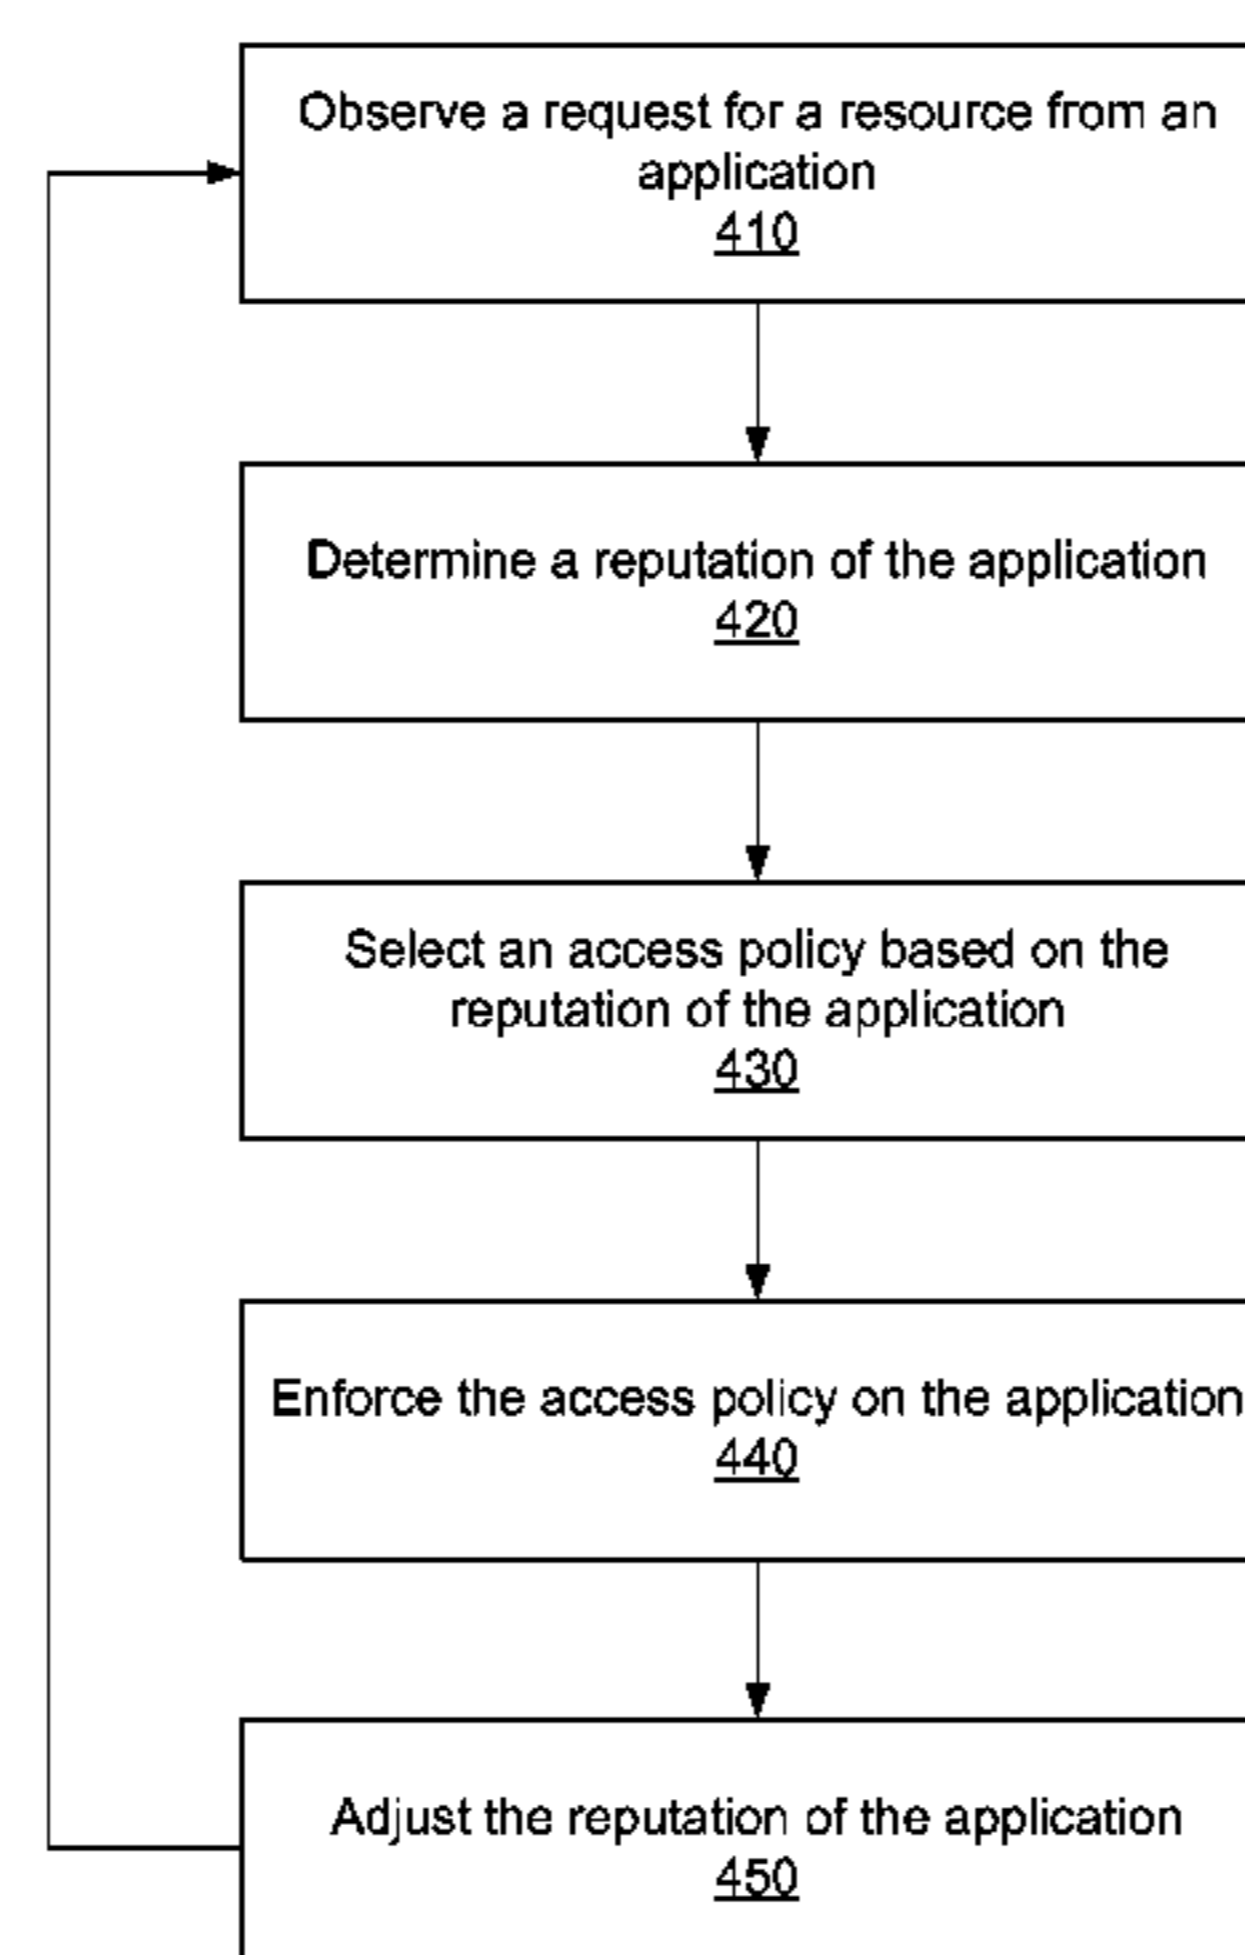 Observe a request for a resource from an
application
410
Determine a reputation of the application
420
Select an access policy based on the
reputation of the application
430
Enforce the access policy on the application
440
Adjust the reputation of the application
450